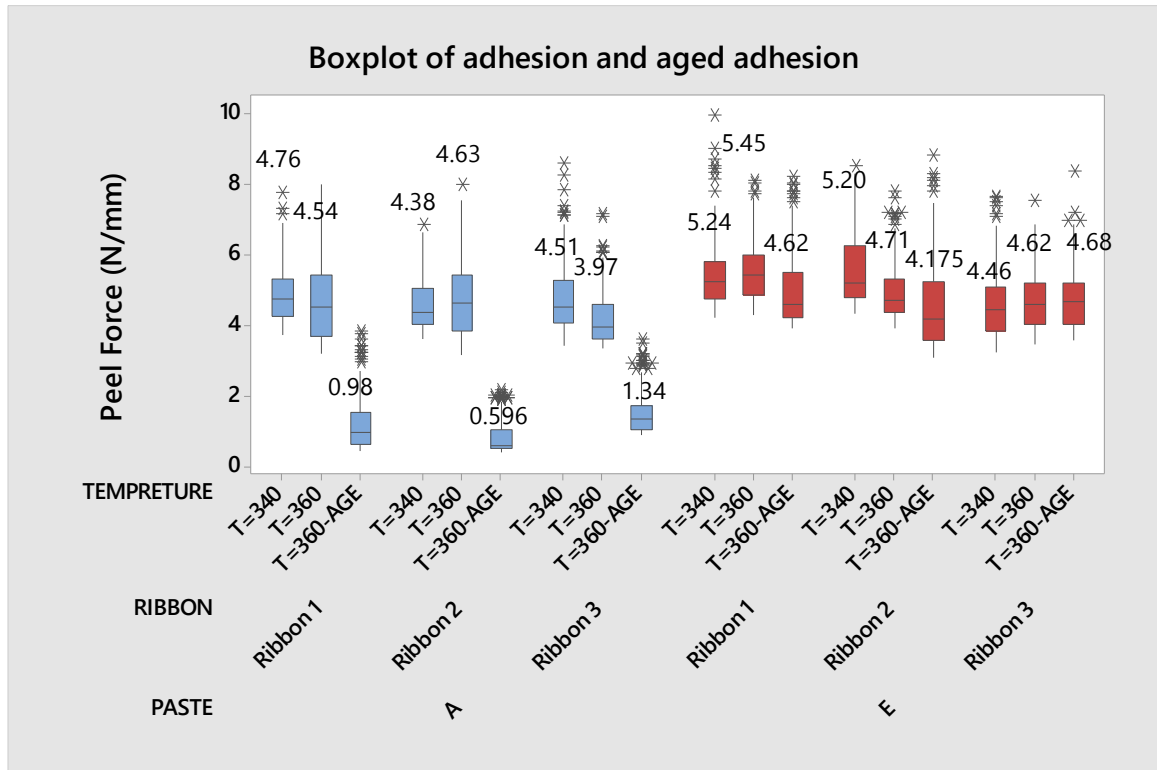 Boxplot of adhesion and aged adhesion
Peel Force (N/mm)
10
8
6
4
2
0
4.76
4.54
0.98
4.38
4.63
0.596
4.51
3.97
1.34
5.24
5.45
4.62
5.20
4.71
4.175
4.46
4.62
4.68
TEMPRETURE
T=340
T=360
T=360-AGE
T=340
T=360
T=360-AGE
T=340
T=360
T=360-AGE
T=340
T=360
T=360-AGE
T=340
T=360
T=360-AGE
T=340
T=360
T=360-AGE
RIBBON
Ribbon 1
Ribbon 2
Ribbon 3
Ribbon 1
Ribbon 2
Ribbon 3
PASTE
A
E